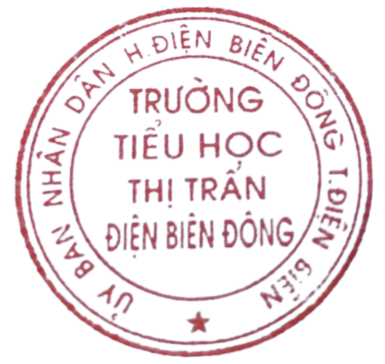 ỦY BAN NHÂN DÂN H.ĐIỆN BIÊN ĐÔNG T.ĐIỆN BIÊN
TRƯỜNG
TIỂU HỌC
THỊ TRẤN
ĐIỆN BIÊN ĐÔNG